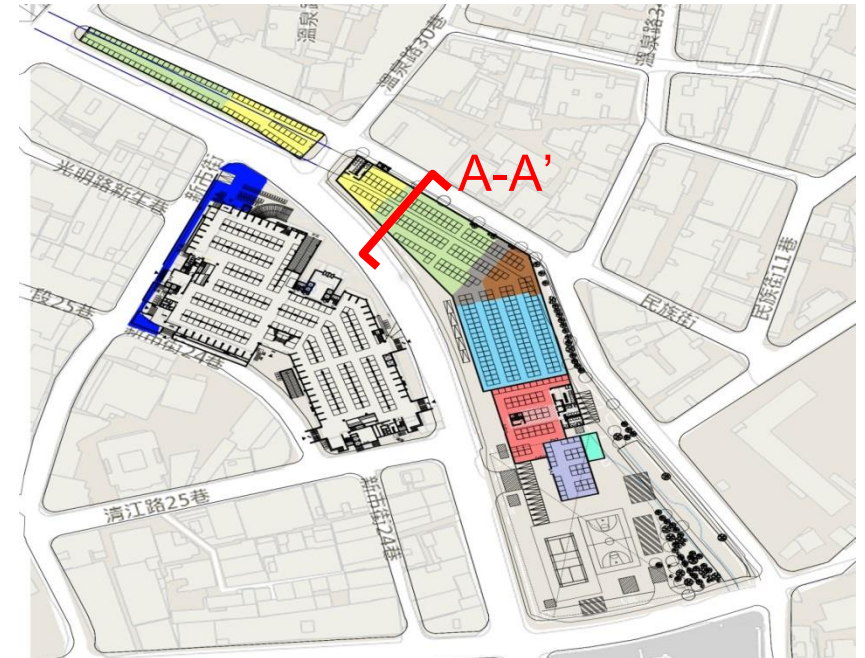 溫泉路30巷
A-A’
光明路新生巷
新市街
段25巷
新市街24巷
民族街
民族街11巷
清江路25巷
新市街24巷